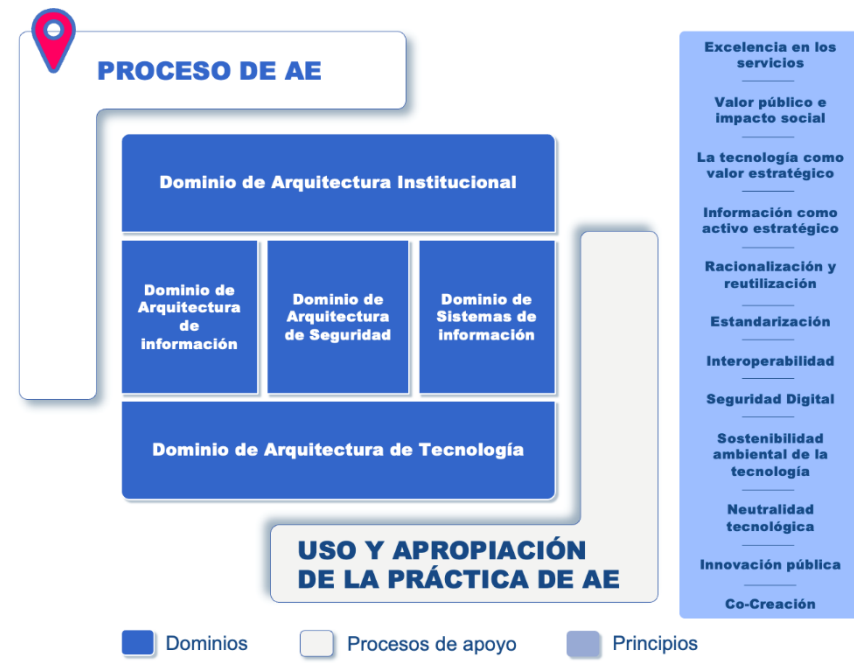 PROCESO DE AE
Dominio de Arquitectura Institucional
Dominio de
Arquitectura
de
información
Dominio de
Arquitectura
de Seguridad
Dominio de
Sistemas de
información
Dominio de Arquitectura de Tecnología
USO Y APROPIACIÓN
DE LA PRÁCTICA DE AE
Excelencia en los
servicios
Valor público e
impacto social
La tecnología como
valor estratégico
Información como
activo estratégico
Racionalización y
reutilización
Estandarización
Interoperabilidad
Seguridad Digital
Sostenibilidad
ambiental de la
tecnología
Neutralidad
tecnológica
Innovación pública
Co-Creación
Dominios
Procesos de apoyo
Principios